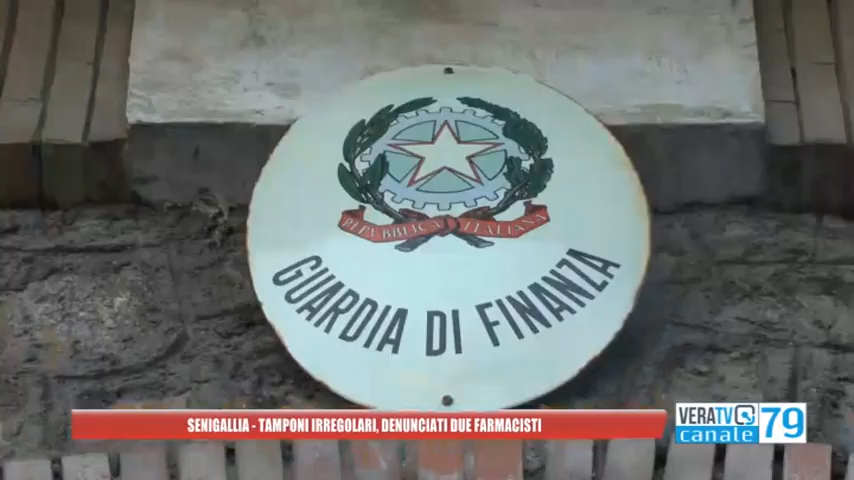 REPVBBLICA ITALIANA
GUARDIA DI FINANZA
SENIGALLIA - TAMPONI IRREGOLARI, DENUNCIATI DUE FARMACISTI
VERATV
canale 79